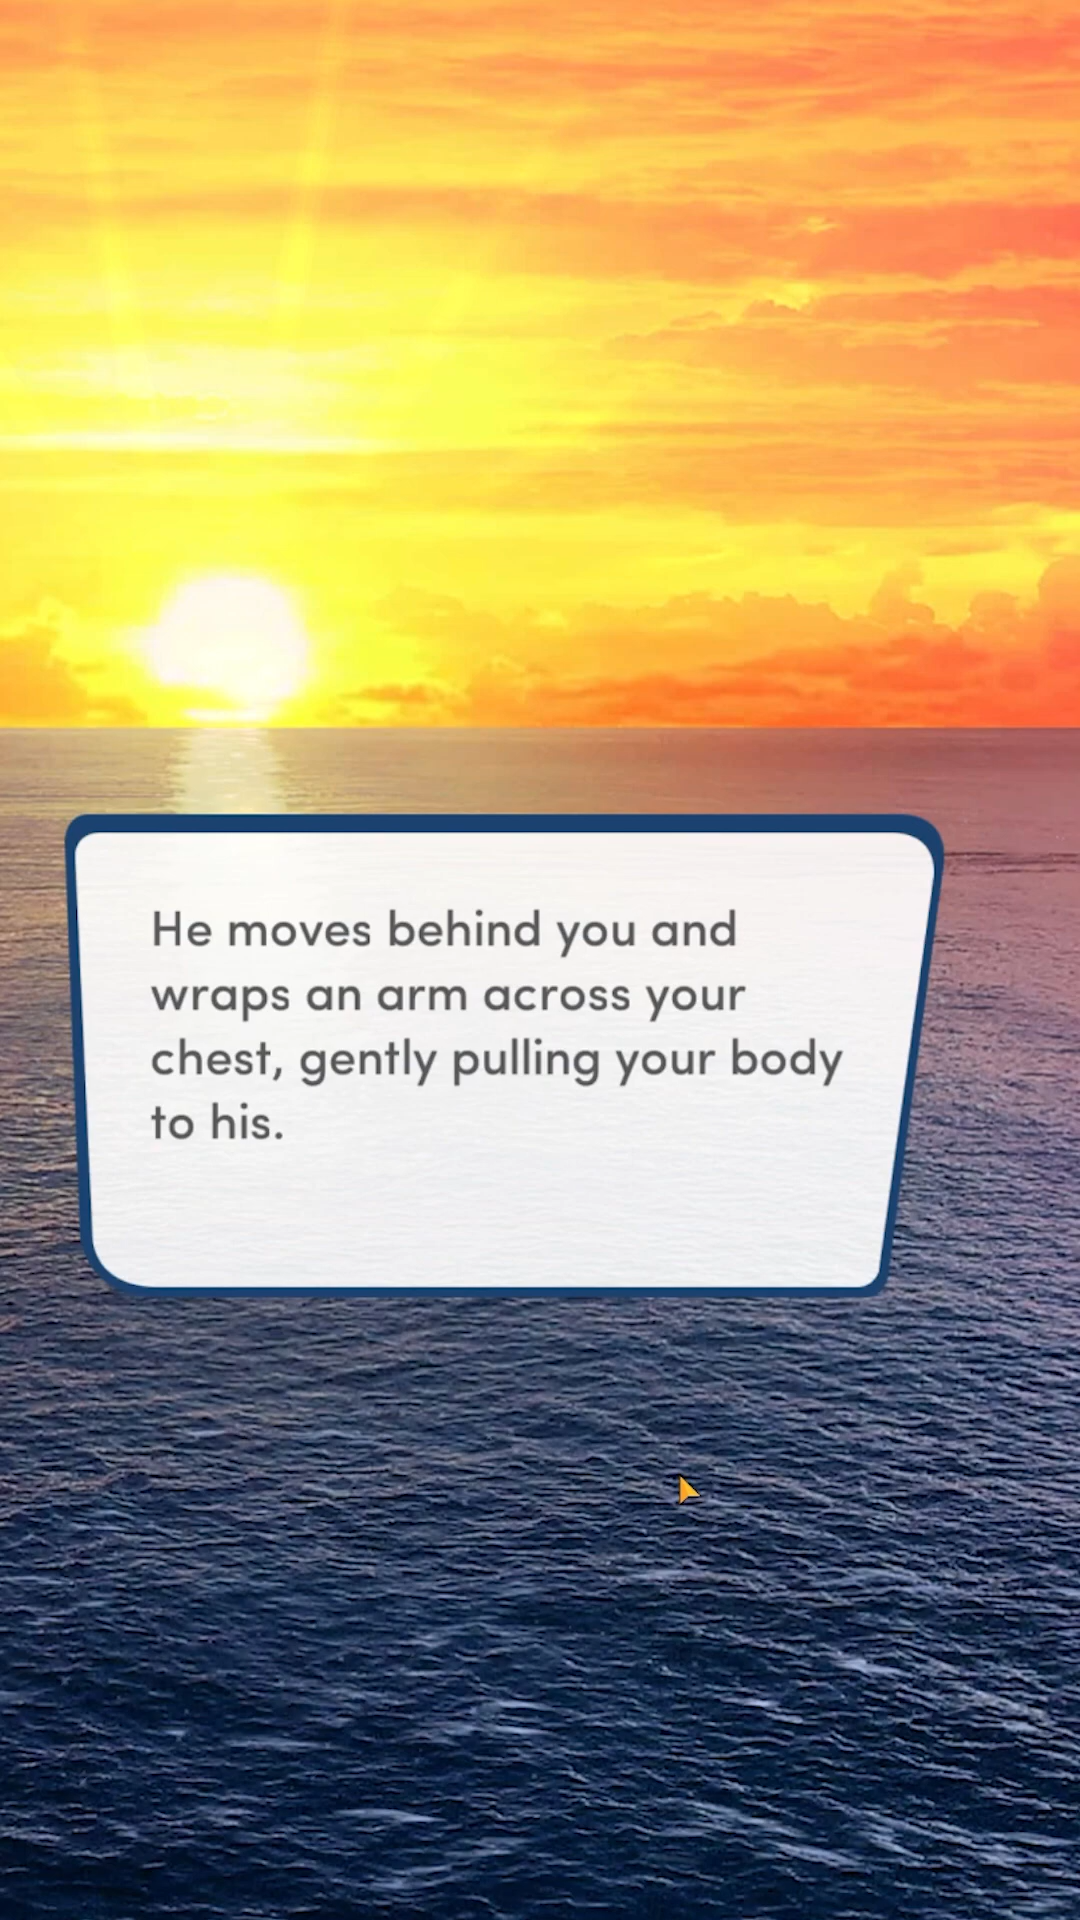 He moves behind you and
wraps an arm across your
chest, gently pulling your body
to his.